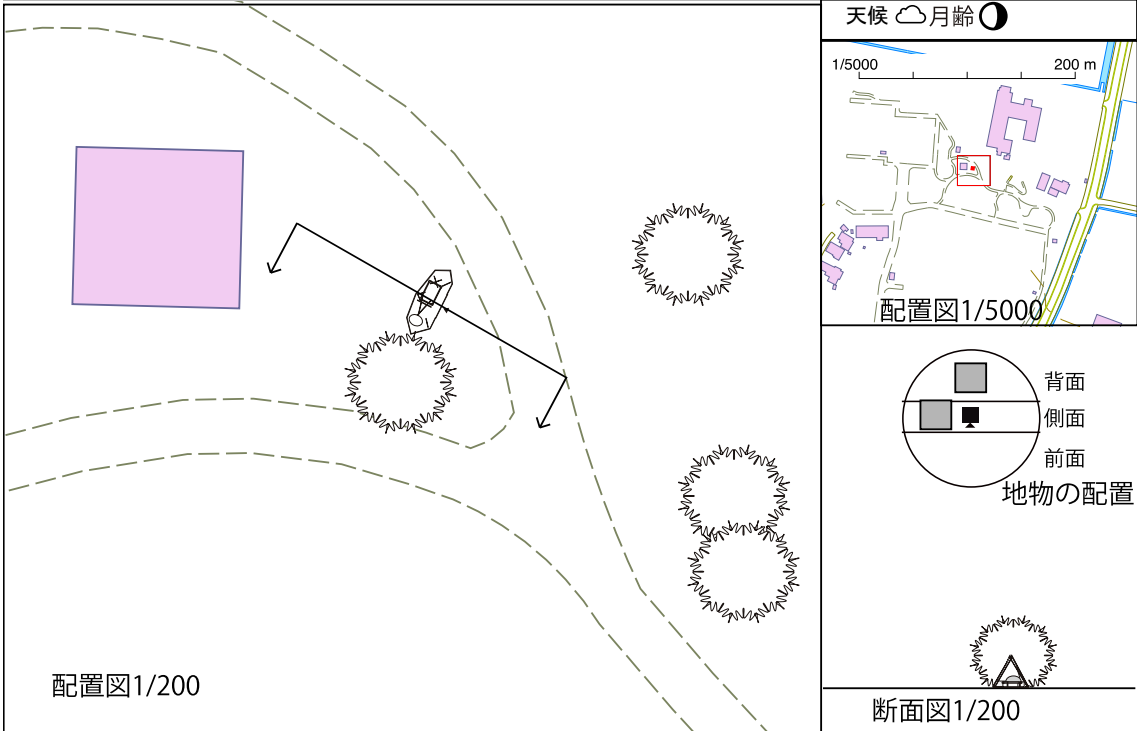 天候 月齢
1/5000 200 m
配置図1/5000
背面
側面
前面
地物の配置
配置図1/200
断面図1/200